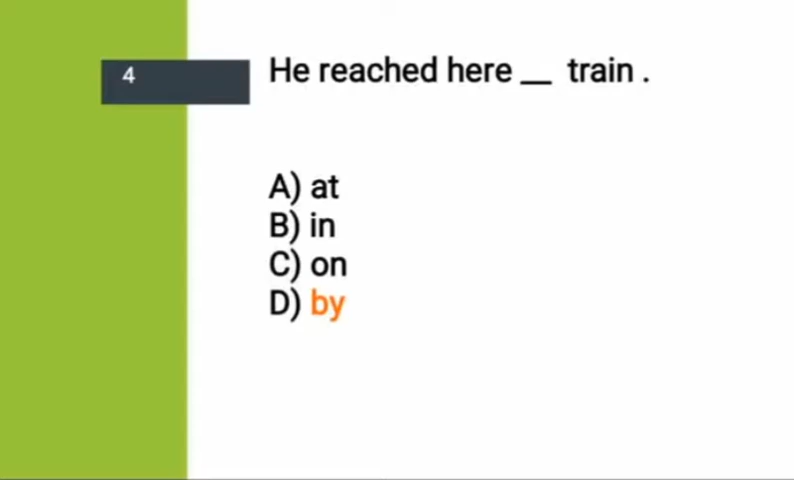 4
He reached here __ train .
A) at
B) in
C) on
D) by